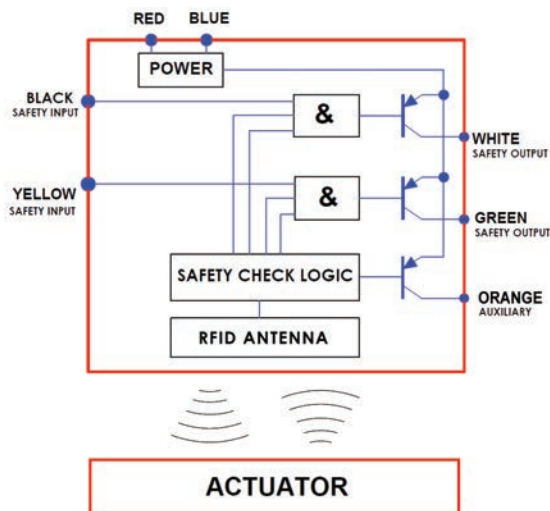 RED BLUE
POWER
BLACK
SAFETY INPUT
&
WHITE
SAFETY OUTPUT
YELLOW
SAFETY INPUT
&
GREEN
SAFETY OUTPUT
SAFETY CHECK LOGIC
ORANGE
AUXILIARY
RFID ANTENNA
ACTUATOR